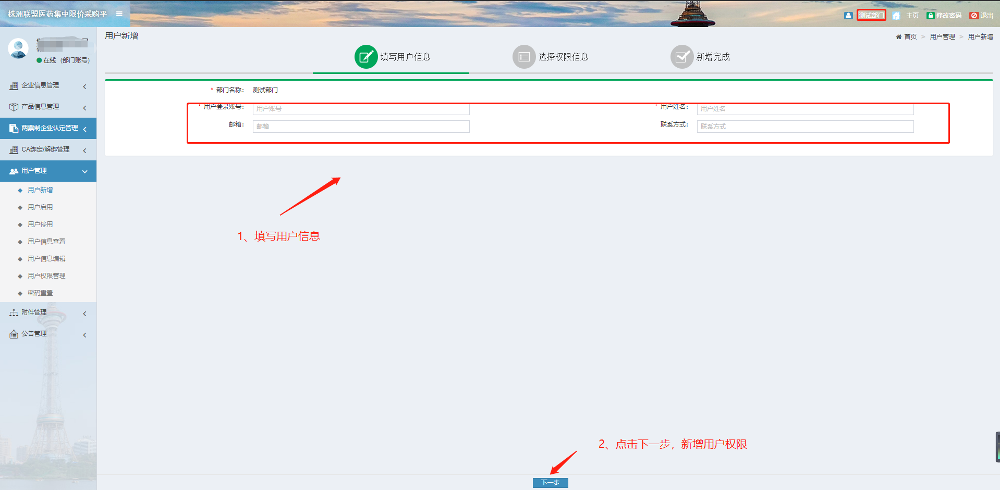 株洲联盟医药集中限价采购平
测试部门 主页 修改密码 退出
在线 (部门账号)
用户新增
首页 > 用户管理 > 用户新增
填写用户信息 选择权限信息 新增完成
* 部门名称: 测试部门
* 用户登录账号: 用户账号 * 用户姓名: 用户姓名
邮箱: 邮箱 联系方式: 联系方式
企业信息管理
产品信息管理
两票制企业认定管理
CA绑定/解绑管理
用户管理
用户新增
用户启用
用户停用
用户信息查看
用户信息编辑
用户权限管理
密码重置
附件管理
公告管理
1、填写用户信息
2、点击下一步，新增用户权限
下一步